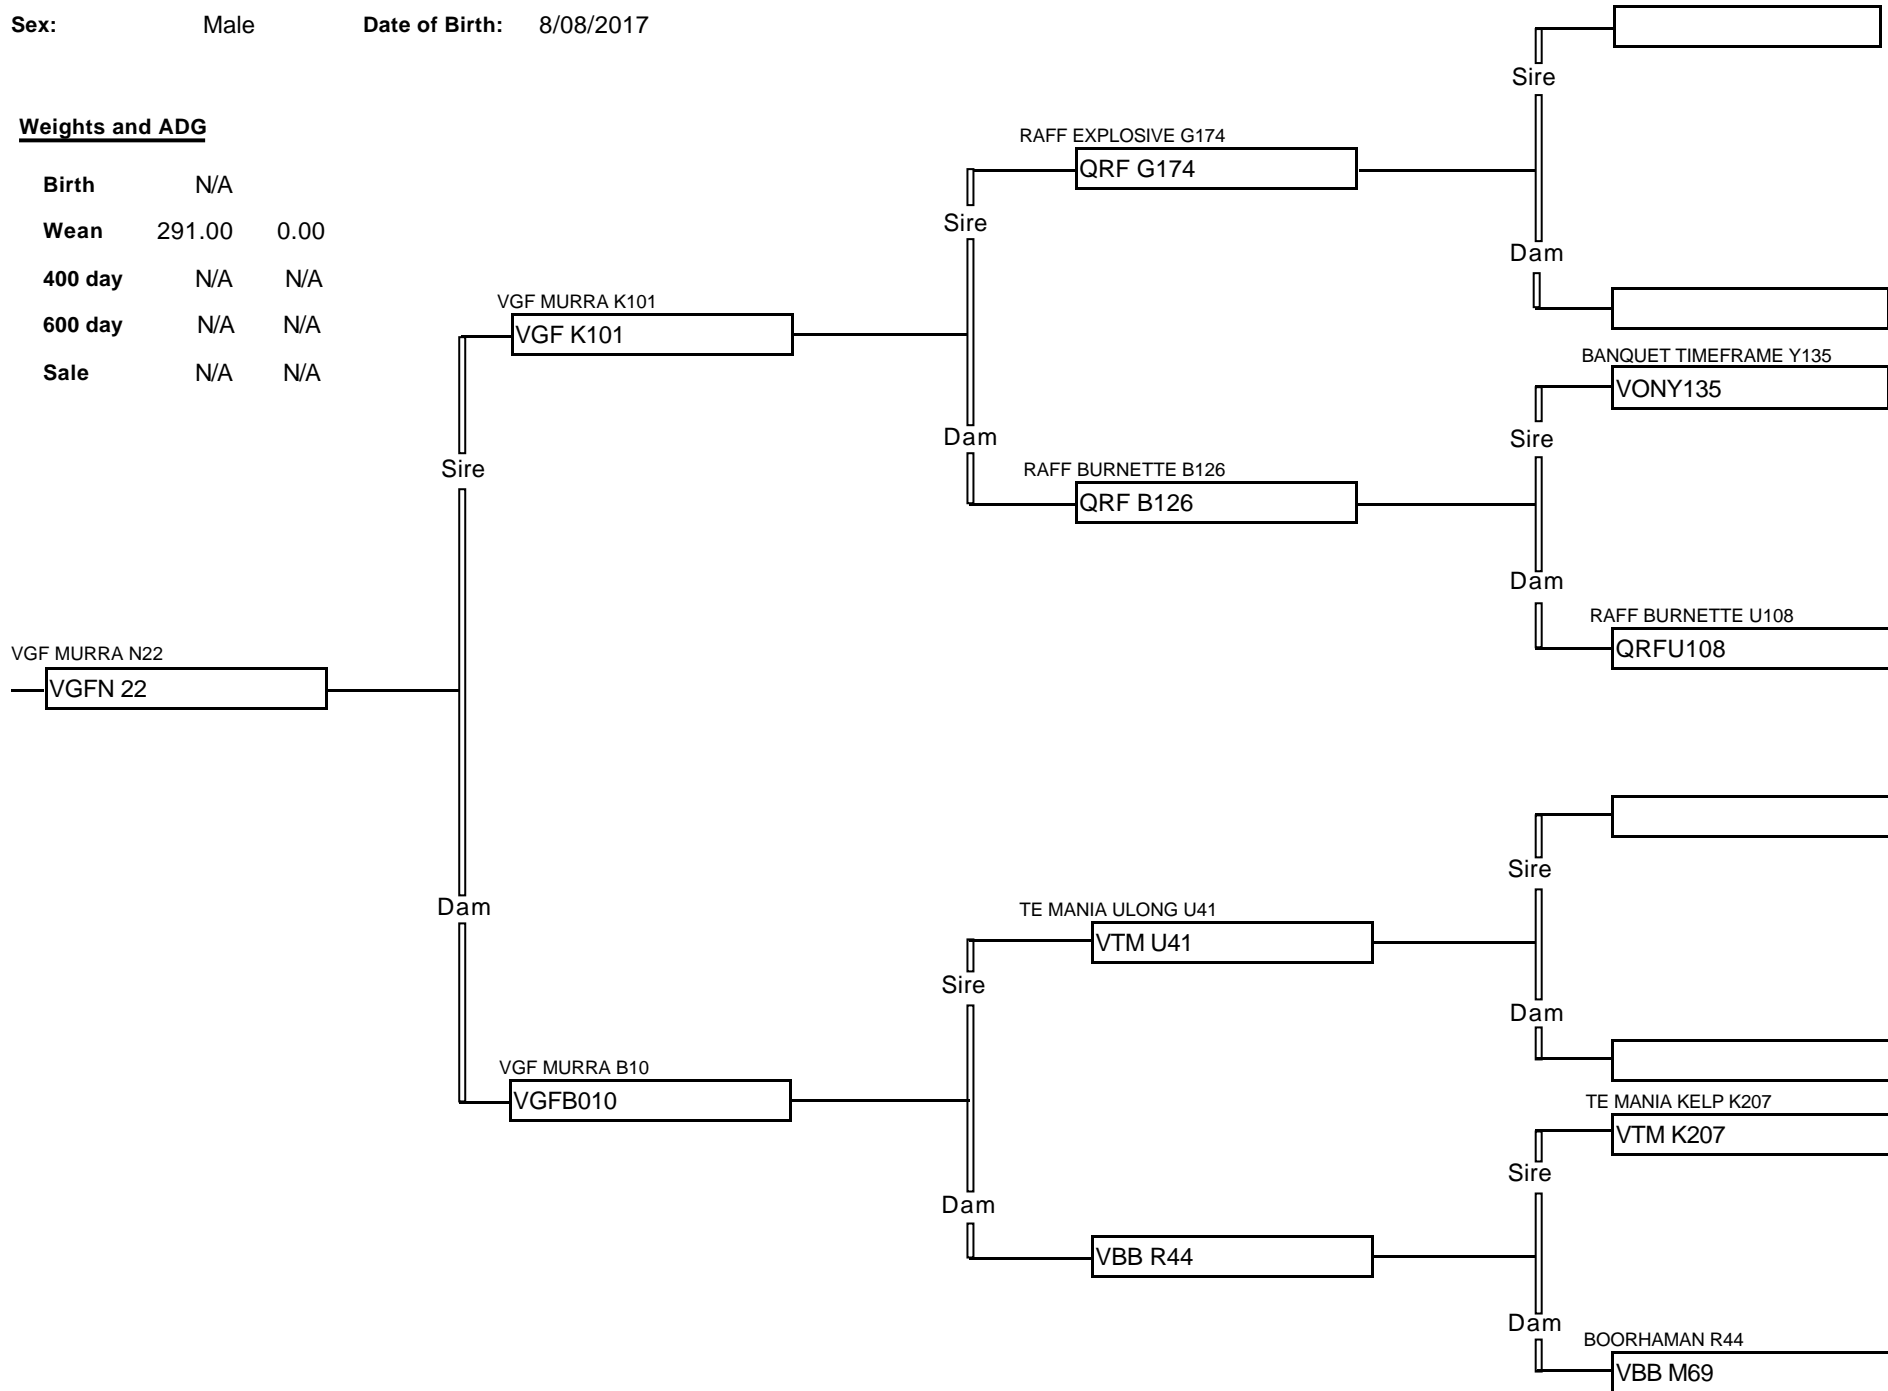 Sex: Male Date of Birth: 8/08/2017
Weights and ADG
Birth N/A
Wean 291.00 0.00
400 day N/A N/A
600 day N/A N/A
Sale N/A N/A
VGF MURRA N22
VGFN 22
Sire
Dam
VGF MURRA K101
VGF K101
VGF MURRA B10
VGFB010
Sire
Dam
Sire
Dam
RAFF EXPLOSIVE G174
QRF G174
RAFF BURNETTE B126
QRF B126
TE MANIA ULONG U41
VTM U41
VBB R44
Sire
Dam
BANQUET TIMEFRAME Y135
VONY135
Sire
Dam
RAFF BURNETTE U108
QRFU108
Sire
Dam
TE MANIA KELP K207
VTM K207
Sire
Dam
BOORHAMAN R44
VBB M69